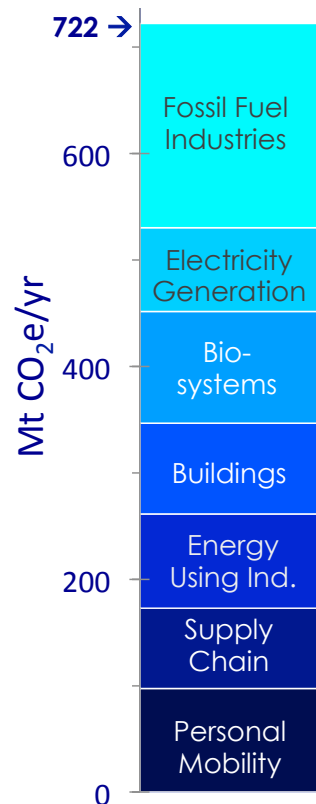 722 →
Fossil Fuel
Industries
600
Electricity
Generation
Bio-
systems
400
Mt CO₂e/yr
Buildings
Energy
Using Ind.
200
Supply
Chain
Personal
Mobility
0